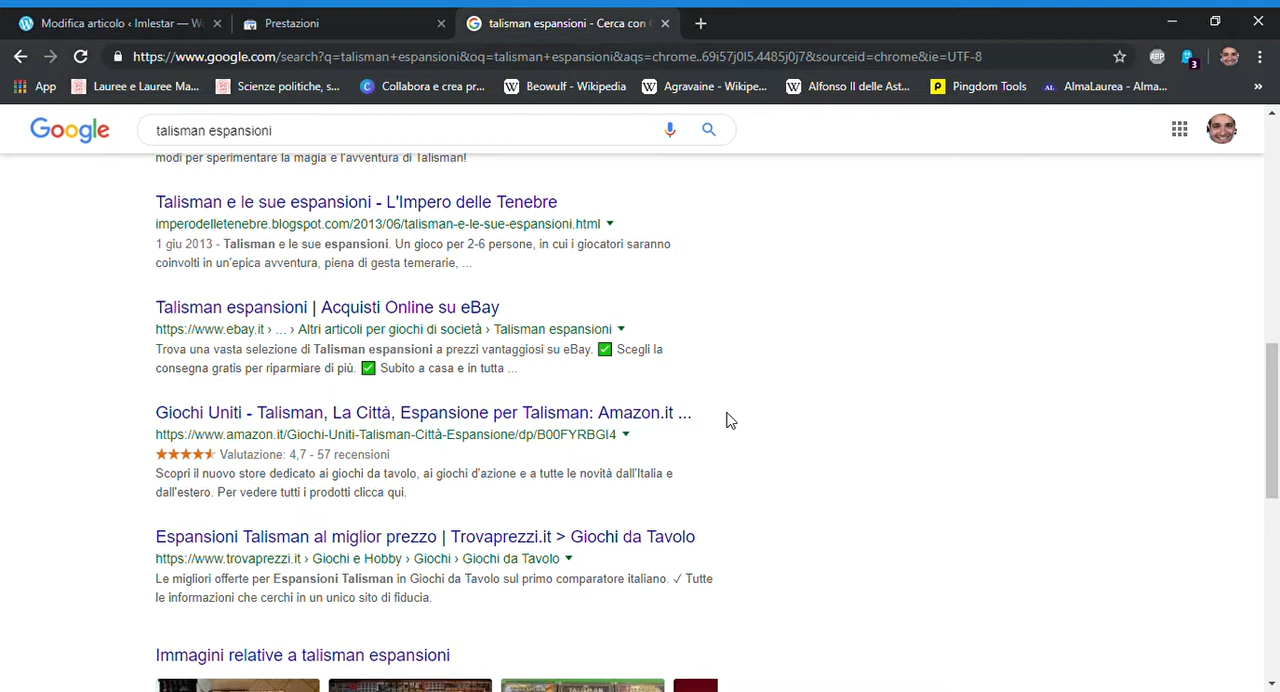 Modifica articolo ‹ Imlestar — Wo
Prestazioni
talisman espansioni - Cerca con G
https://www.google.com/search?q=talisman+espansioni&oq=talisman+espansioni&aqs=chrome..69i57j0l5.4485j0j7&sourceid=chrome&ie=UTF-8
ABP
3
App
Lauree e Lauree Ma...
Scienze politiche, s...
Collabora e crea pr...
Beowulf - Wikipedia
Agravaine - Wikipe...
Alfonso II delle Ast...
Pingdom Tools
AL AlmaLaurea - Alma...
»
Google
talisman espansioni
modi per sperimentare la magia e l'avventura di Talisman!
Talisman e le sue espansioni - L'Impero delle Tenebre
imperodelletenebre.blogspot.com/2013/06/talisman-e-le-sue-espansioni.html
1 giu 2013 - Talisman e le sue espansioni. Un gioco per 2-6 persone, in cui i giocatori saranno
coinvolti in un'epica avventura, piena di gesta temerarie, ...
Talisman espansioni | Acquisti Online su eBay
https://www.ebay.it › ... › Altri articoli per giochi di società › Talisman espansioni
Trova una vasta selezione di Talisman espansioni a prezzi vantaggiosi su eBay. ✅ Scegli la
consegna gratis per riparmiare di più. ✅ Subito a casa e in tutta ...
Giochi Uniti - Talisman, La Città, Espansione per Talisman: Amazon.it ...
https://www.amazon.it/Giochi-Uniti-Talisman-Città-Espansione/dp/B00FYRBGI4
Valutazione: 4,7 - 57 recensioni
Scopri il nuovo store dedicato ai giochi da tavolo, ai giochi d'azione e a tutte le novità dall'Italia e
dall'estero. Per vedere tutti i prodotti clicca qui.
Espansioni Talisman al miglior prezzo | Trovaprezzi.it > Giochi da Tavolo
https://www.trovaprezzi.it › Giochi e Hobby › Giochi › Giochi da Tavolo
Le migliori offerte per Espansioni Talisman in Giochi da Tavolo sul primo comparatore italiano. ✓ Tutte
le informazioni che cerchi in un unico sito di fiducia.
Immagini relative a talisman espansioni
TALISMAN